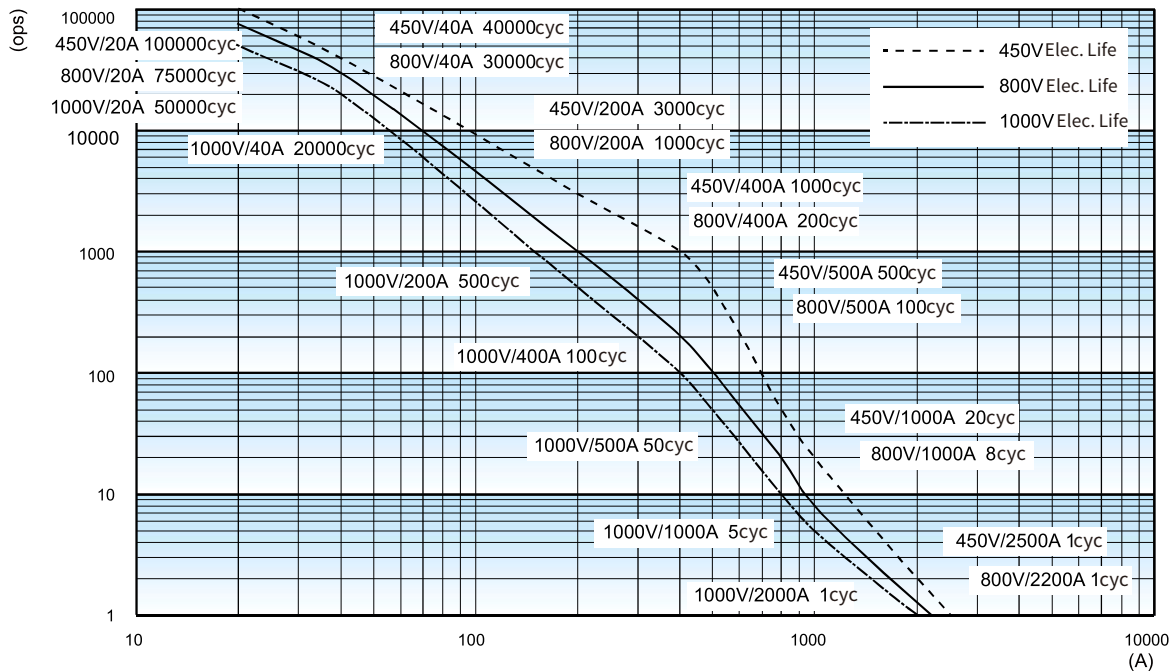 (ops)
100000
10000
1000
100
10
1
450V/20A 100000cyc
800V/20A 75000cyc
1000V/20A 50000cyc
450V/40A 40000cyc
800V/40A 30000cyc
1000V/40A 20000cyc
450V/200A 3000cyc
800V/200A 1000cyc
450V/400A 1000cyc
800V/400A 200cyc
1000V/200A 500cyc
450V/500A 500cyc
800V/500A 100cyc
1000V/400A 100cyc
1000V/500A 50cyc
450V/1000A 20cyc
800V/1000A 8cyc
1000V/1000A 5cyc
450V/2500A 1cyc
800V/2200A 1cyc
1000V/2000A 1cyc
450V Elec. Life
800V Elec. Life
1000V Elec. Life
10
100
1000
10000
(A)